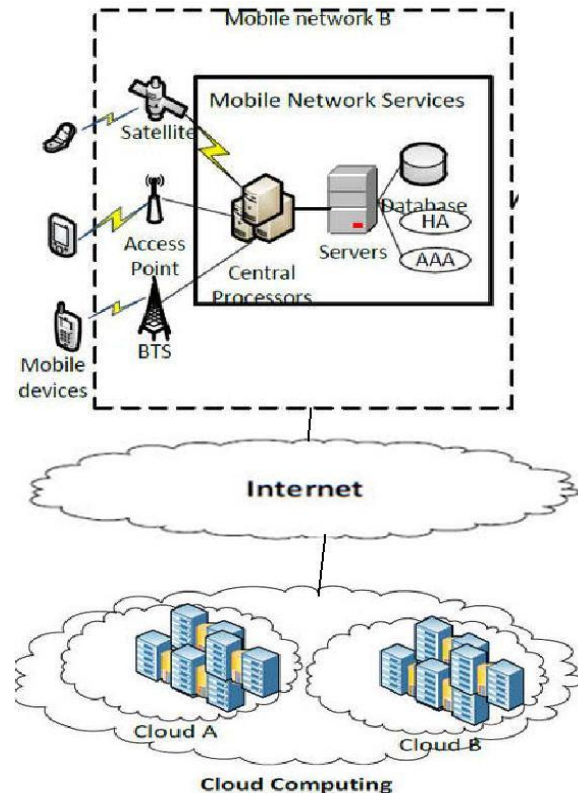 Mobile network B
Mobile Network Services
Satellite
Database
HA
Access
Point
Servers
AAA
Central
Processors
BTS
Mobile
devices
Internet
Cloud A
Cloud B
Cloud Computing